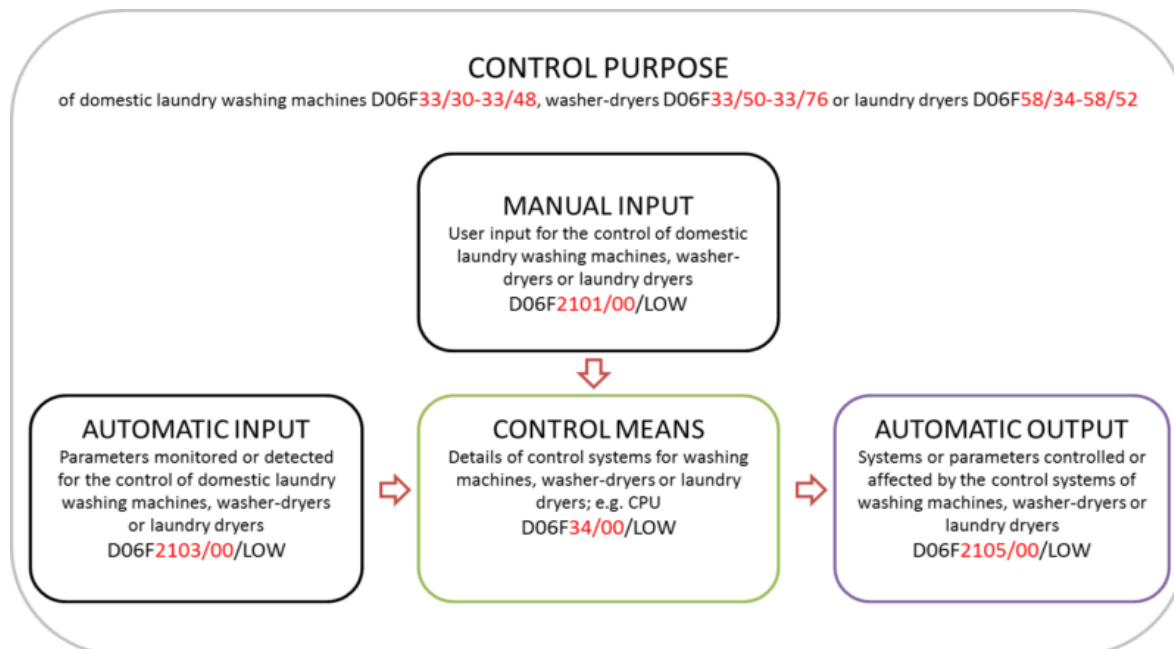 CONTROL PURPOSE
of domestic laundry washing machines D06F33/30-33/48, washer-dryers D06F33/50-33/76 or laundry dryers D06F58/34-58/52
MANUAL INPUT
User input for the control of domestic
laundry washing machines, washer-
dryers or laundry dryers
D06F2101/00/LOW
AUTOMATIC INPUT
Parameters monitored or detected
for the control of domestic laundry
washing machines, washer-dryers
or laundry dryers
D06F2103/00/LOW
CONTROL MEANS
Details of control systems for washing
machines, washer-dryers or laundry
dryers; e.g. CPU
D06F34/00/LOW
AUTOMATIC OUTPUT
Systems or parameters controlled or
affected by the control systems of
washing machines, washer-dryers or
laundry dryers
D06F2105/00/LOW